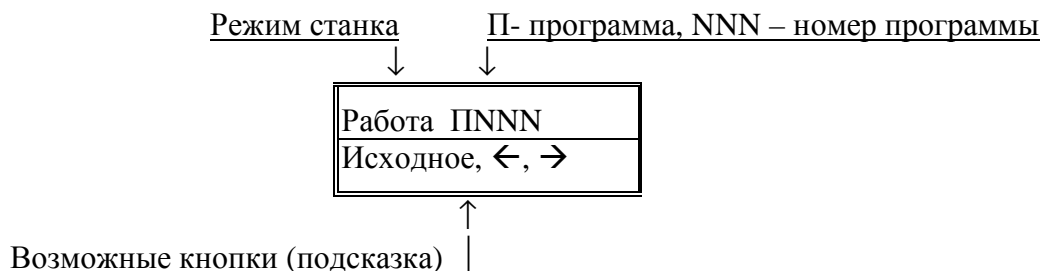 Режим станка П- программа, NNN – номер программы
↓ ↓
Работа ПNNN
Исходное, ←, →
↑
Возможные кнопки (подсказка)